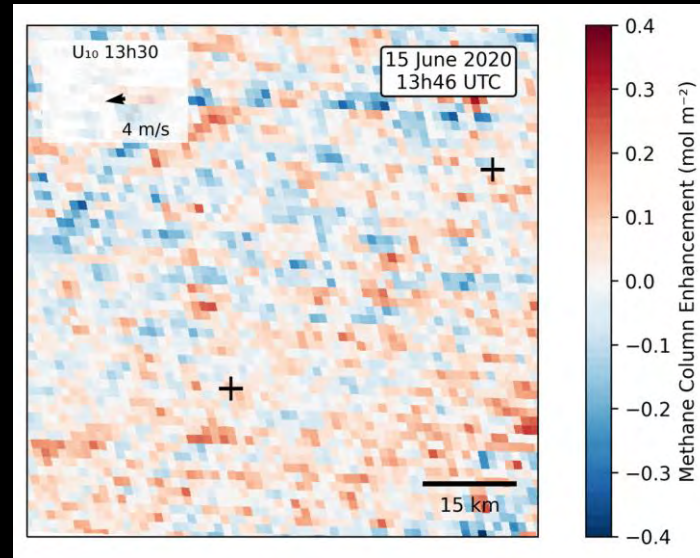 U₁₀ 13h30
4 m/s
15 June 2020
13h46 UTC
15 km
0.4
0.3
0.2
0.1
0.0
−0.1
−0.2
−0.3
−0.4
Methane Column Enhancement (mol m⁻²)